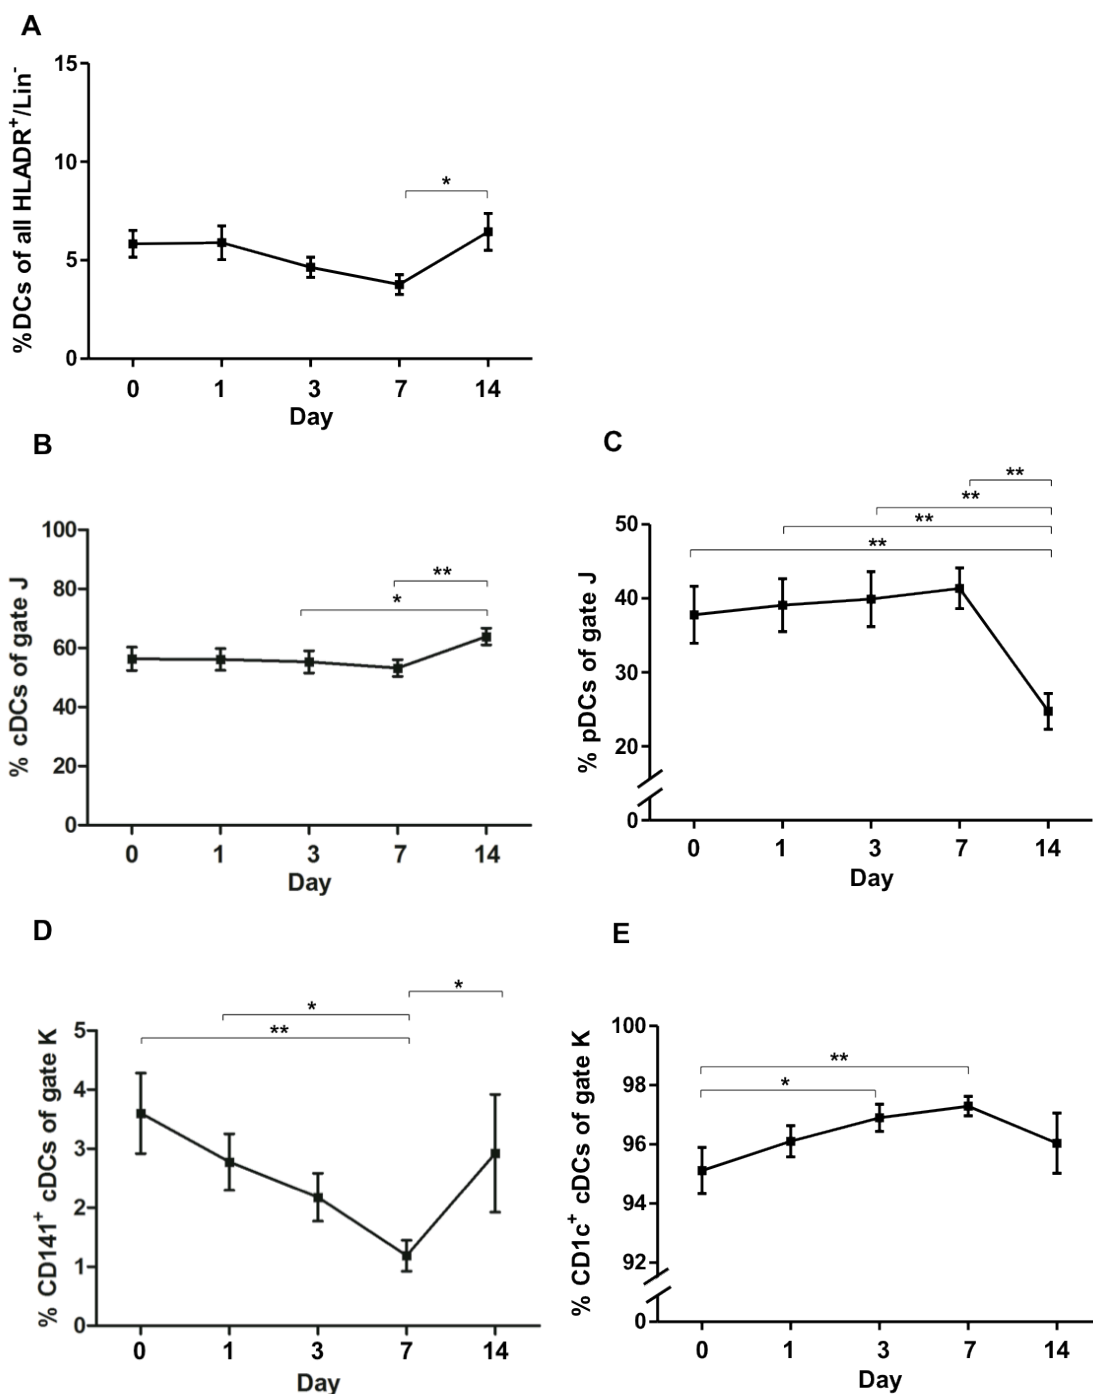 A
%DCs of all HLADR+/Lin-
15
10
5
0
*
0 1 3 7 14
Day
B
% cDCs of gate J
100
80
60
40
20
0
**
*
0 1 3 7 14
Day
C
% pDCs of gate J
50
40
30
20
0
**
**
**
**
0 1 3 7 14
Day
D
% CD141+ cDCs of gate K
5
4
3
2
1
0
*
*
**
0 1 3 7 14
Day
E
% CD1c+ cDCs of gate K
100
98
96
94
92
0
**
*
0 1 3 7 14
Day